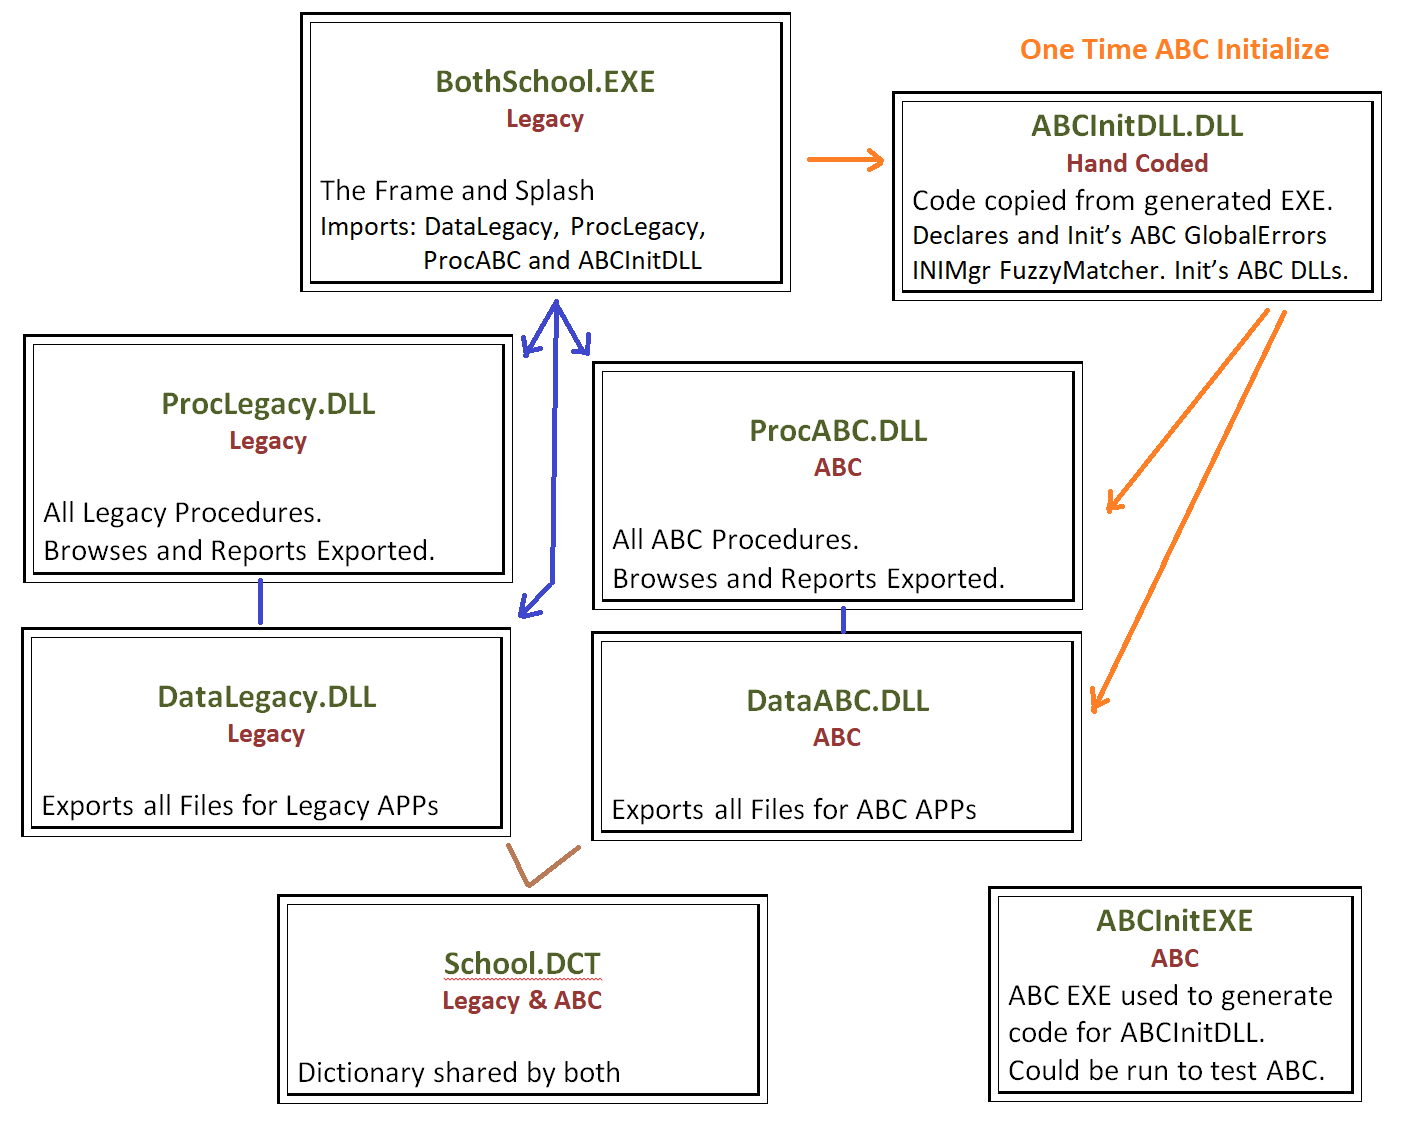 BothSchool.EXE
Legacy
The Frame and Splash
Imports: DataLegacy, ProcLegacy,
ProcABC and ABCInitDLL
One Time ABC Initialize
ABCInitDLL.DLL
Hand Coded
Code copied from generated EXE.
Declares and Init’s ABC GlobalErrors
INIMgr FuzzyMatcher. Init’s ABC DLLs.
ProcLegacy.DLL
Legacy
All Legacy Procedures.
Browses and Reports Exported.
ProcABC.DLL
ABC
All ABC Procedures.
Browses and Reports Exported.
DataLegacy.DLL
Legacy
Exports all Files for Legacy APPs
DataABC.DLL
ABC
Exports all Files for ABC APPs
School.DCT
Legacy & ABC
Dictionary shared by both
ABCInitEXE
ABC
ABC EXE used to generate
code for ABCInitDLL.
Could be run to test ABC.